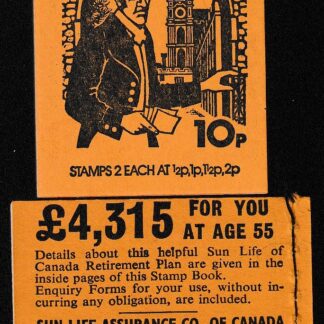 10p
STAMPS 2 EACH AT ½p,1p,1½p,2p
£4,315 FOR YOU
AT AGE 55
Details about this helpful Sun Life of
Canada Retirement Plan are given in the
inside pages of this Stamp Book.
Enquiry Forms for your use, without in-
curring any obligation, are included.
SUN LIFE ASSURANCE CO. OF CANADA